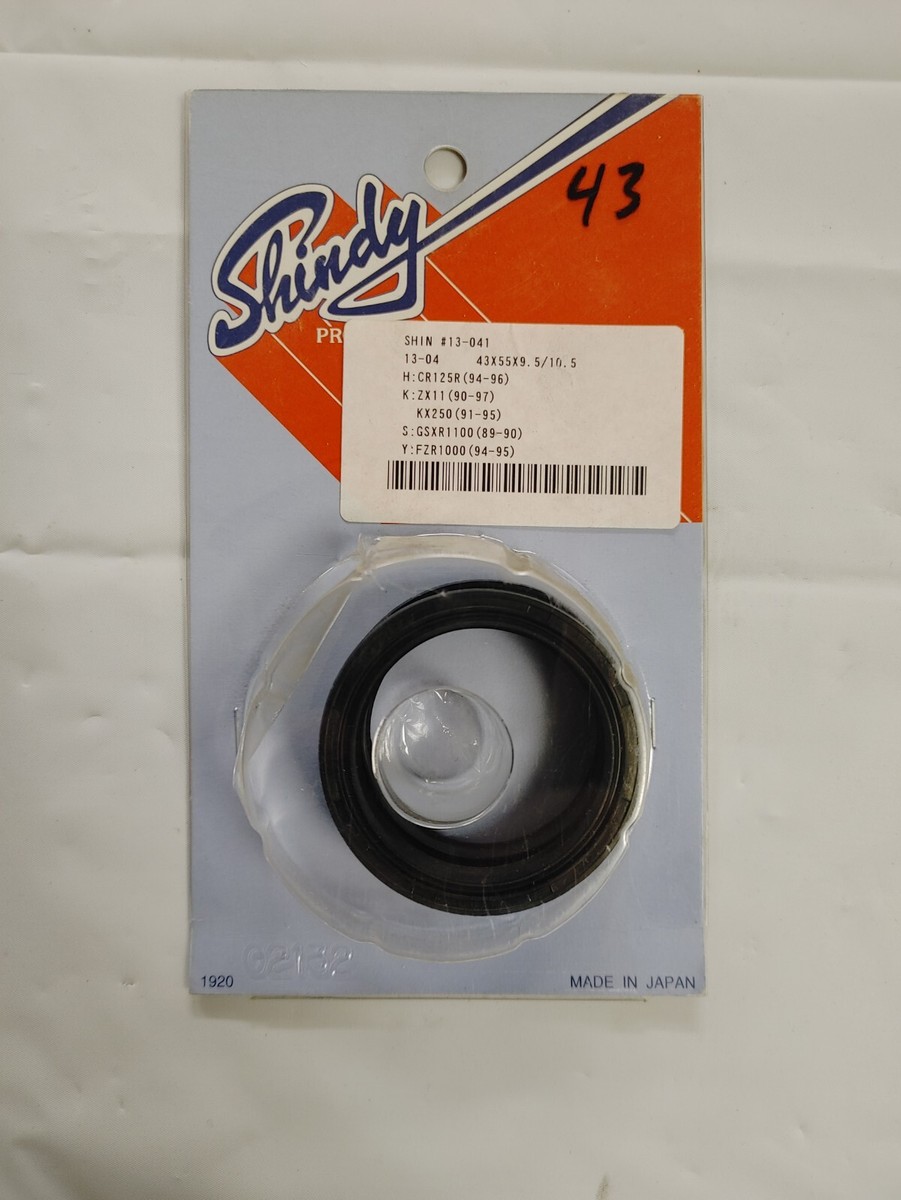 43
Shindy
PR
SHIN #13-041
13-04 43X55X9.5/10.5
H:CR125R(94-96)
K:ZX11(90-97)
KX250(91-95)
S:GSXR1100(89-90)
Y:FZR1000(94-95)
02132
1920
MADE IN JAPAN